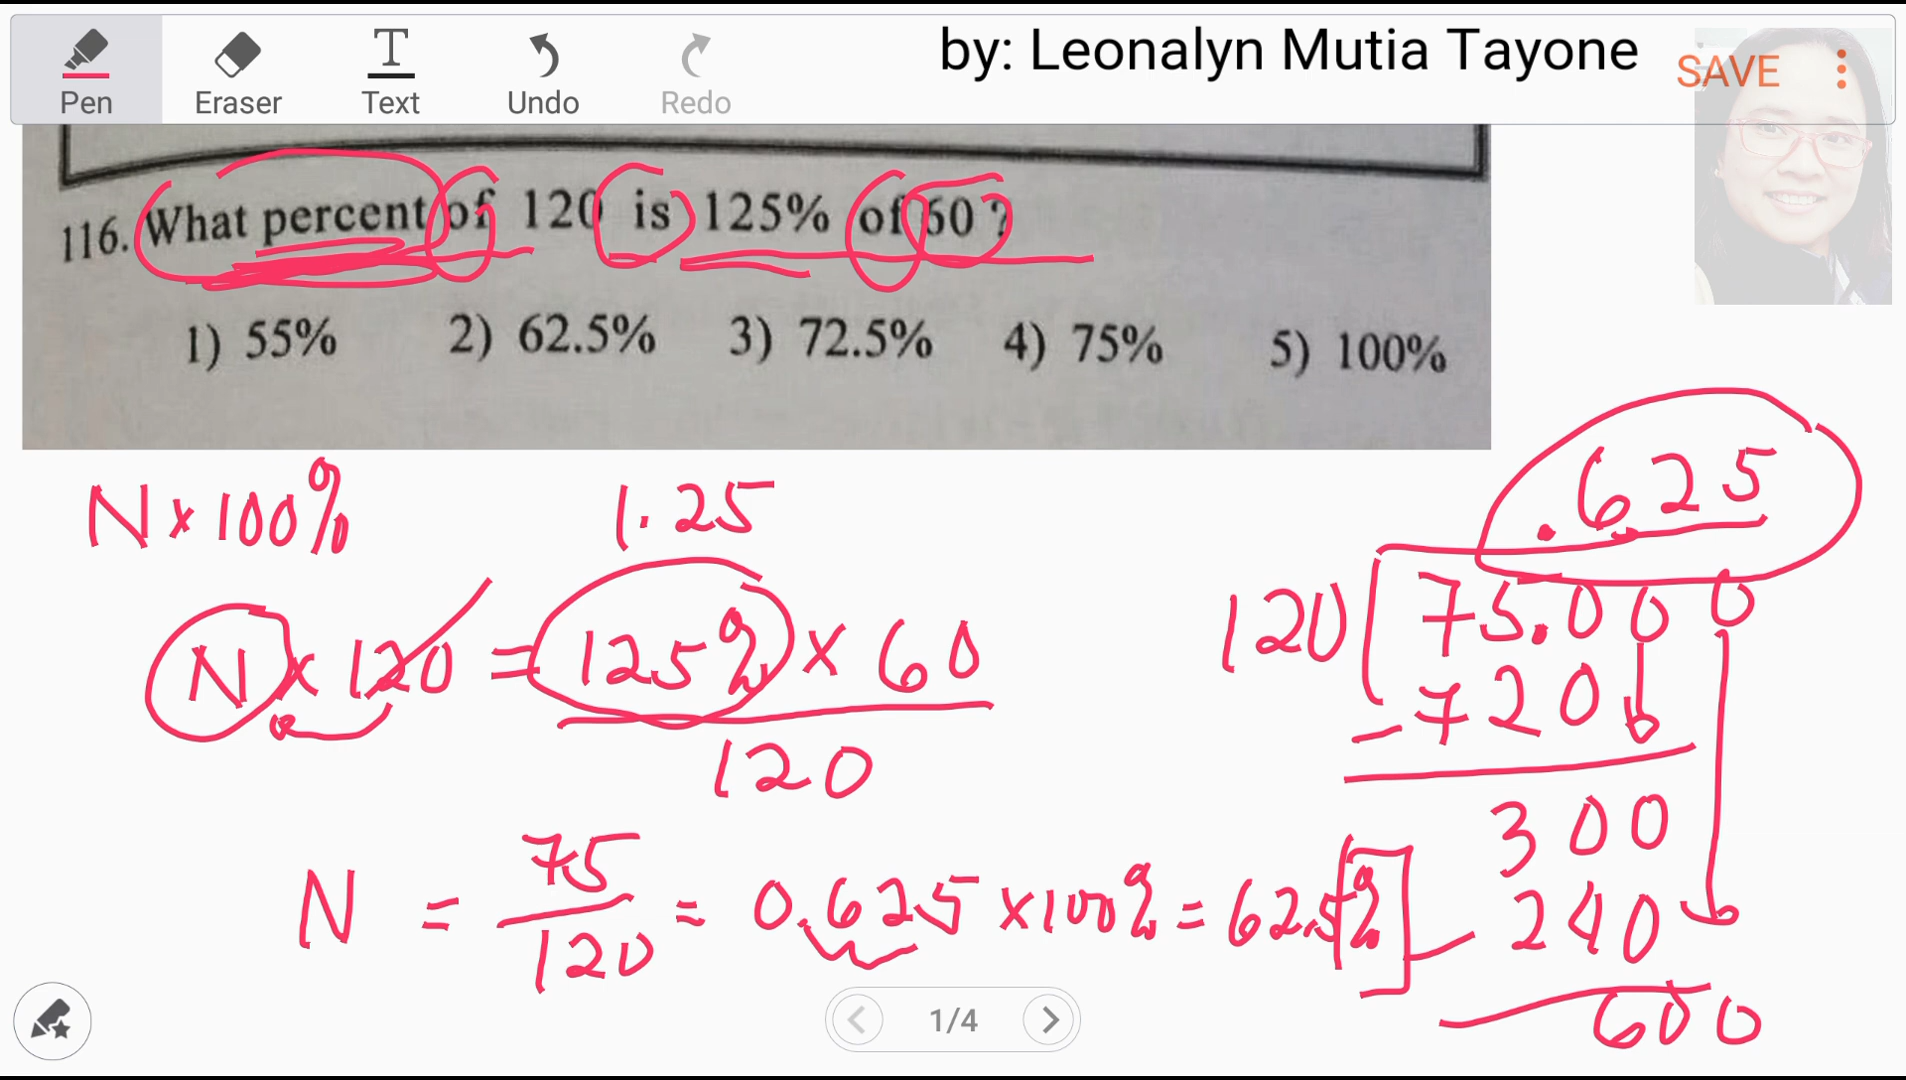 Pen
Eraser
Text
Undo
Redo
by: Leonalyn Mutia Tayone
SAVE
116. What percent of 120 is 125% of 60?
1) 55% 2) 62.5% 3) 72.5% 4) 75% 5) 100%
N x 100%
1.25
N x 120 = 125% x 60
120
N = 75/120 = 0.625 x 100% = 62.5%
.625
120 75.000
- 720
300
- 240
600
1/4